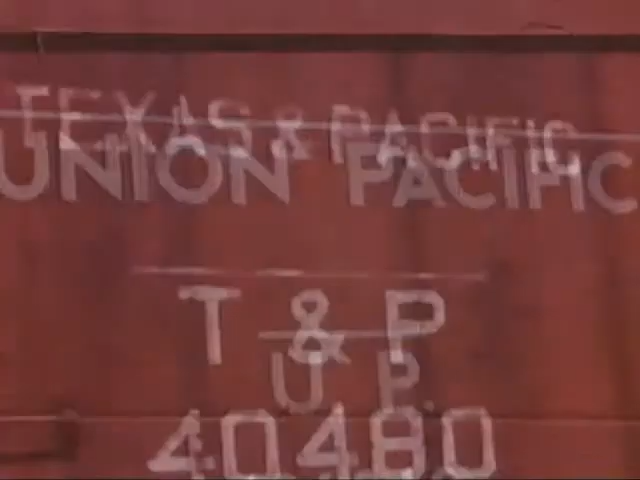 TEXAS & PACIFIC
UNION PACIFIC
T & P
U P.
40480